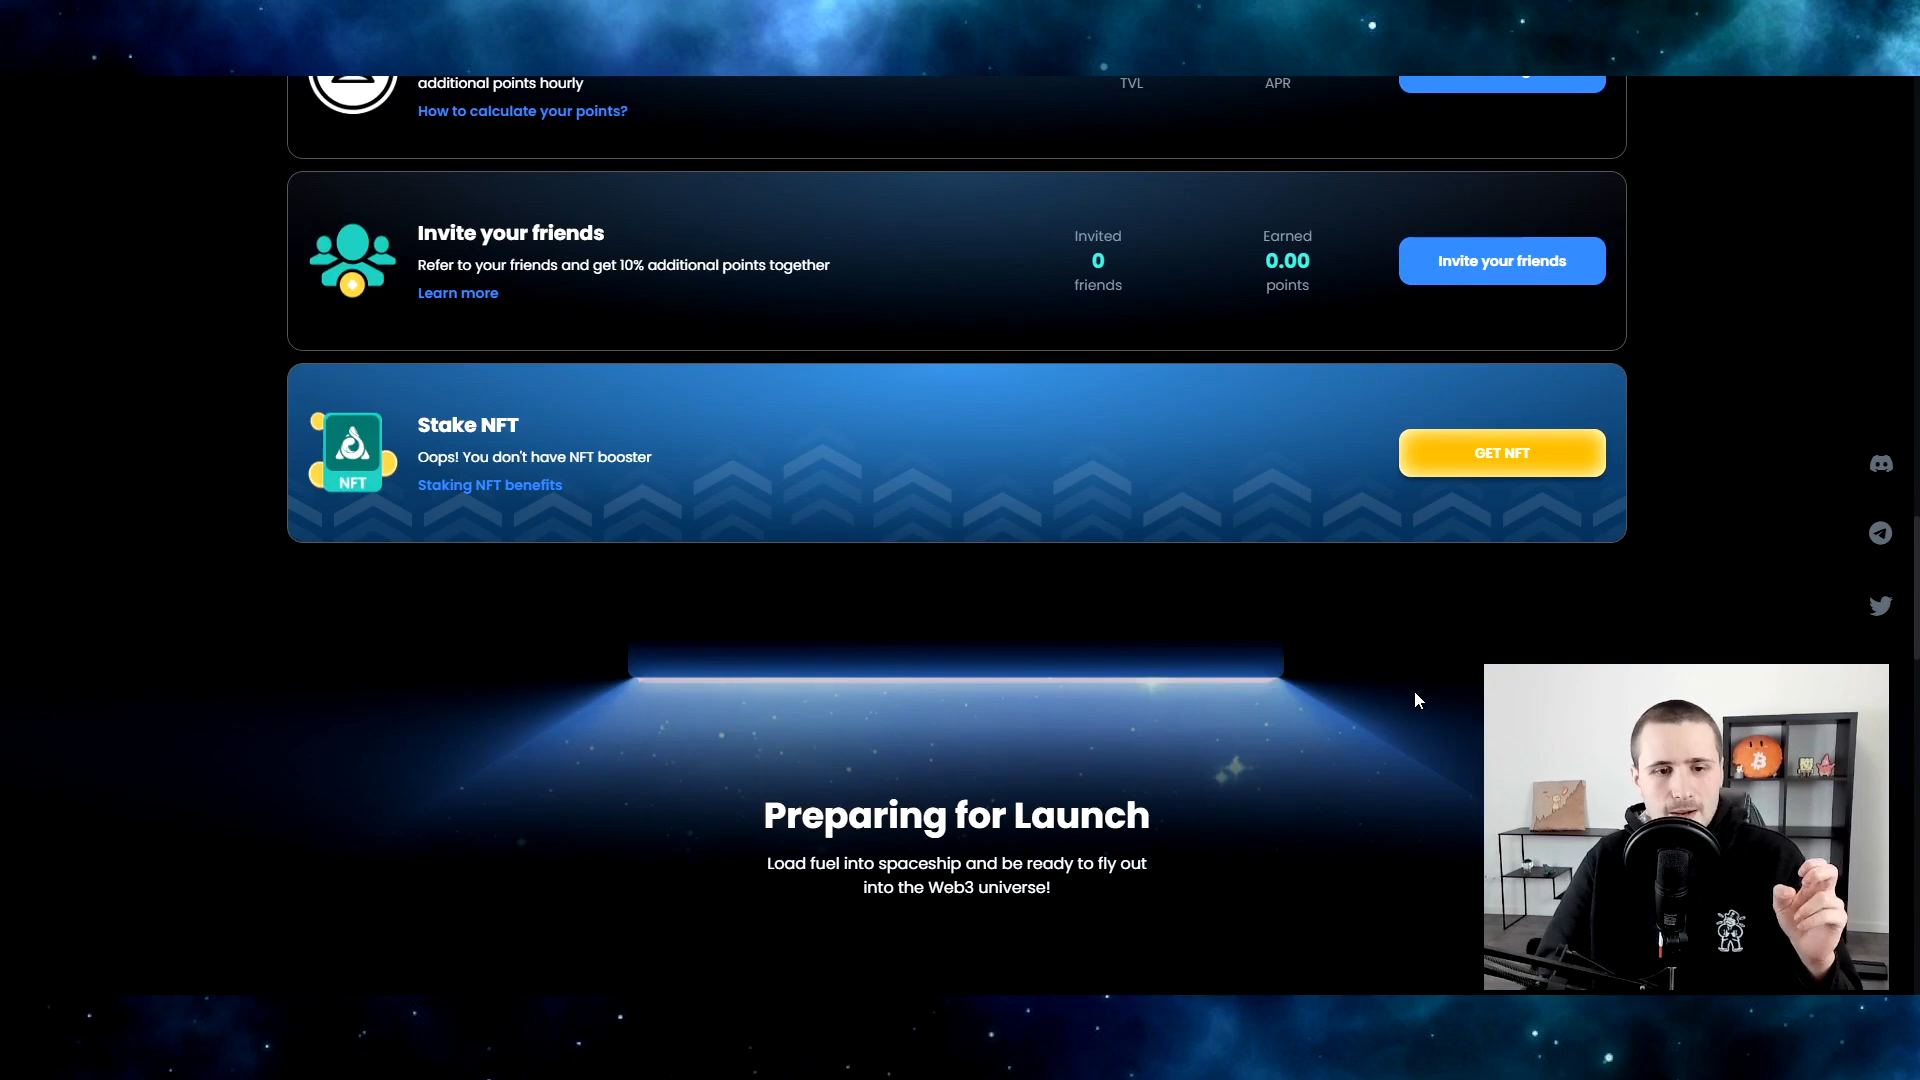 additional points hourly
TVL
APR
How to calculate your points?
Invite your friends
Refer to your friends and get 10% additional points together
Learn more
Invited
0
friends
Earned
0.00
points
Invite your friends
Stake NFT
Oops! You don't have NFT booster
Staking NFT benefits
NFT
GET NFT
Preparing for Launch
Load fuel into spaceship and be ready to fly out
into the Web3 universe!